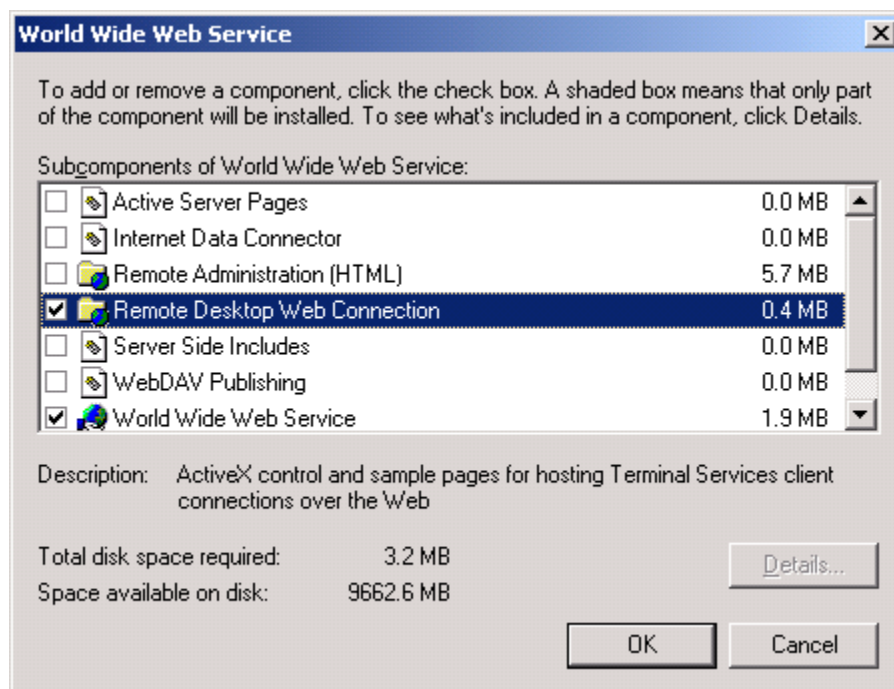 World Wide Web Service
To add or remove a component, click the check box. A shaded box means that only part
of the component will be installed. To see what's included in a component, click Details.
Subcomponents of World Wide Web Service:
Active Server Pages 0.0 MB
Internet Data Connector 0.0 MB
Remote Administration (HTML) 5.7 MB
Remote Desktop Web Connection 0.4 MB
Server Side Includes 0.0 MB
WebDAV Publishing 0.0 MB
World Wide Web Service 1.9 MB
Description: ActiveX control and sample pages for hosting Terminal Services client
connections over the Web
Total disk space required: 3.2 MB
Space available on disk: 9662.6 MB
Details...
OK Cancel